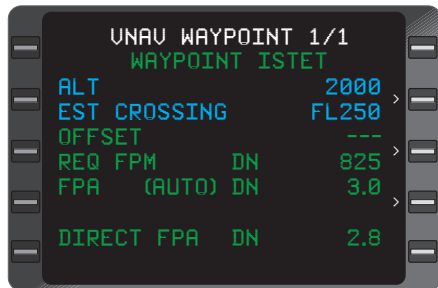 VNAV WAYPOINT 1/1
WAYPOINT ISTET
ALT 2000
EST CROSSING FL250
OFFSET ---
REQ FPM DN 825
FPA (AUTO) DN 3.0
DIRECT FPA DN 2.8